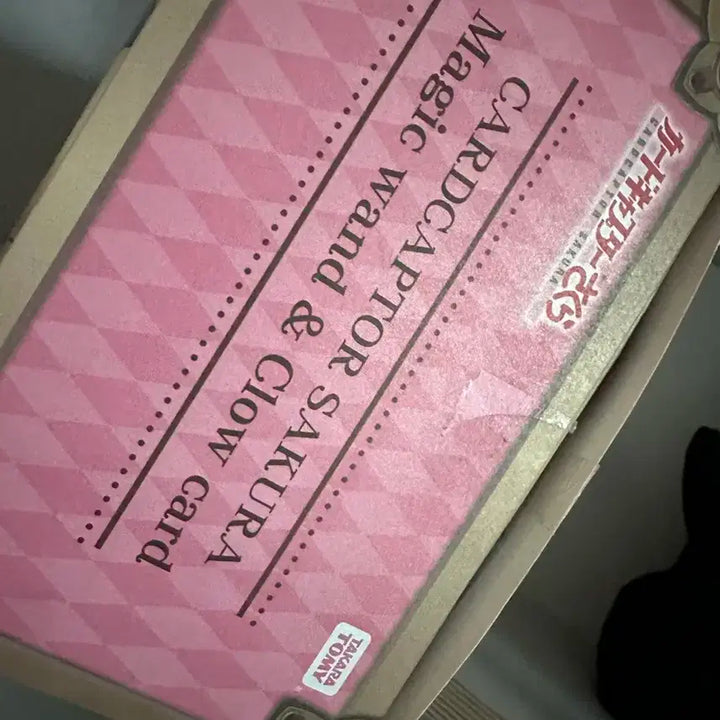 カードキャプターさくら
CARDCAPTOR SAKURA
CARDCAPTOR SAKURA
Magic wand & Clow card
TAKARA
TOMY